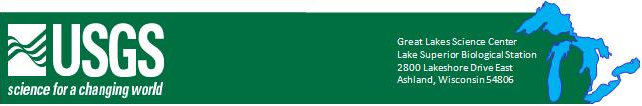 USGS
science for a changing world
Great Lakes Science Center
Lake Superior Biological Station
2800 Lakeshore Drive East
Ashland, Wisconsin 54806